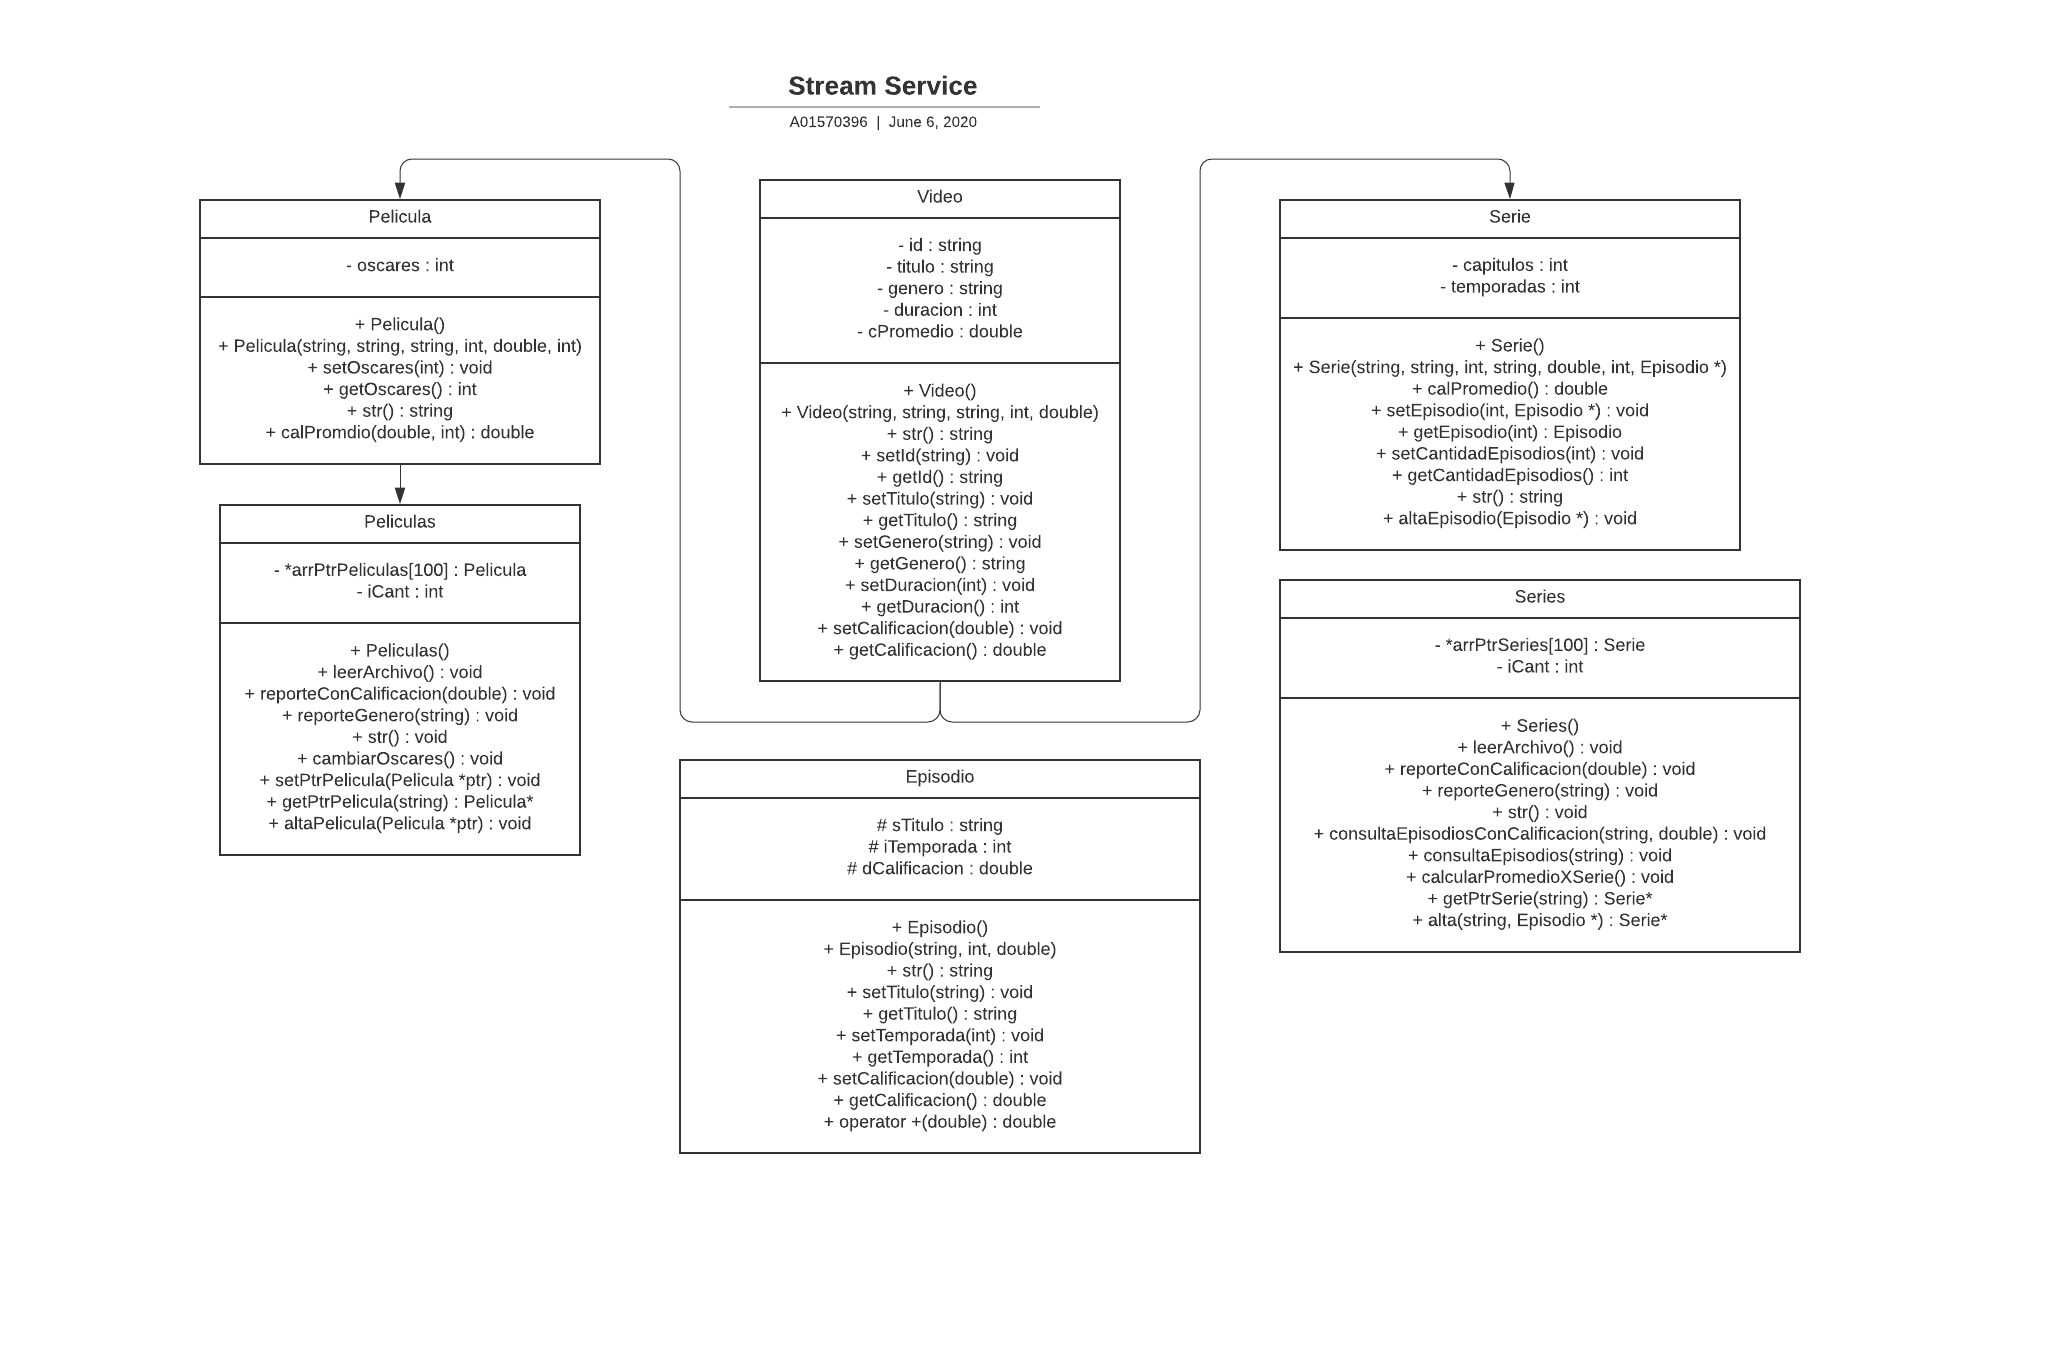 Stream Service
A01570396 | June 6, 2020
Pelicula
- oscares : int
+ Pelicula()
+ Pelicula(string, string, string, int, double, int)
+ setOscares(int) : void
+ getOscares() : int
+ str() : string
+ calPromdio(double, int) : double
Peliculas
- *arrPtrPeliculas[100] : Pelicula
- iCant : int
+ Peliculas()
+ leerArchivo() : void
+ reporteConCalificacion(double) : void
+ reporteGenero(string) : void
+ str() : void
+ cambiarOscares() : void
+ setPtrPelicula(Pelicula *ptr) : void
+ getPtrPelicula(string) : Pelicula*
+ altaPelicula(Pelicula *ptr) : void
Video
- id : string
- titulo : string
- genero : string
- duracion : int
- cPromedio : double
+ Video()
+ Video(string, string, string, int, double)
+ str() : string
+ setId(string) : void
+ getId() : string
+ setTitulo(string) : void
+ getTitulo() : string
+ setGenero(string) : void
+ getGenero() : string
+ setDuracion(int) : void
+ getDuracion() : int
+ setCalificacion(double) : void
+ getCalificacion() : double
Episodio
# sTitulo : string
# iTemporada : int
# dCalificacion : double
+ Episodio()
+ Episodio(string, int, double)
+ str() : string
+ setTitulo(string) : void
+ getTitulo() : string
+ setTemporada(int) : void
+ getTemporada() : int
+ setCalificacion(double) : void
+ getCalificacion() : double
+ operator +(double) : double
Serie
- capitulos : int
- temporadas : int
+ Serie()
+ Serie(string, string, int, string, double, int, Episodio *)
+ calPromedio() : double
+ setEpisodio(int, Episodio *) : void
+ getEpisodio(int) : Episodio
+ setCantidadEpisodios(int) : void
+ getCantidadEpisodios() : int
+ str() : string
+ altaEpisodio(Episodio *) : void
Series
- *arrPtrSeries[100] : Serie
- iCant : int
+ Series()
+ leerArchivo() : void
+ reporteConCalificacion(double) : void
+ reporteGenero(string) : void
+ str() : void
+ consultaEpisodiosConCalificacion(string, double) : void
+ consultaEpisodios(string) : void
+ calcularPromedioXSerie() : void
+ getPtrSerie(string) : Serie*
+ alta(string, Episodio *) : Serie*